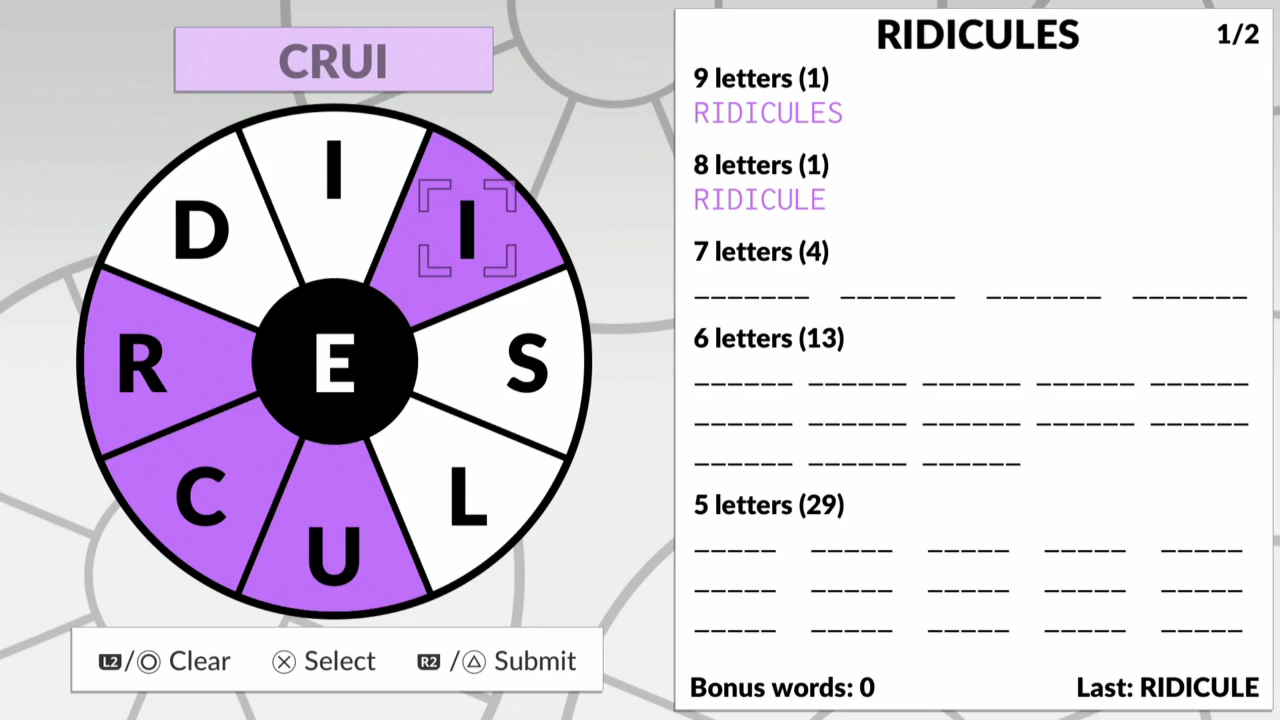 CRUI
I
D
I
R
E
S
C
L
U
L2/◯ Clear
Ⓧ Select
R2 /△ Submit
RIDICULES 1/2
9 letters (1)
RIDICULES
8 letters (1)
RIDICULE
7 letters (4)
6 letters (13)
5 letters (29)
Bonus words: 0 Last: RIDICULE